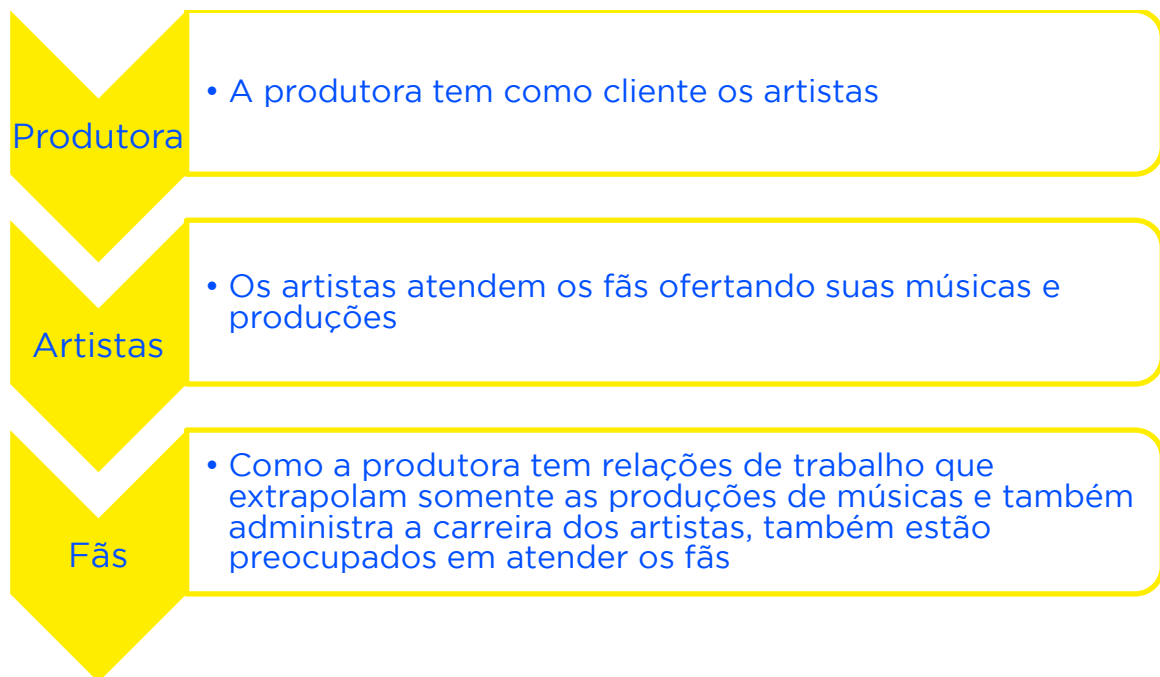 Produtora
• A produtora tem como cliente os artistas
Artistas
• Os artistas atendem os fãs ofertando suas músicas e
produções
Fãs
• Como a produtora tem relações de trabalho que
extrapolam somente as produções de músicas e também
administra a carreira dos artistas, também estão
preocupados em atender os fãs